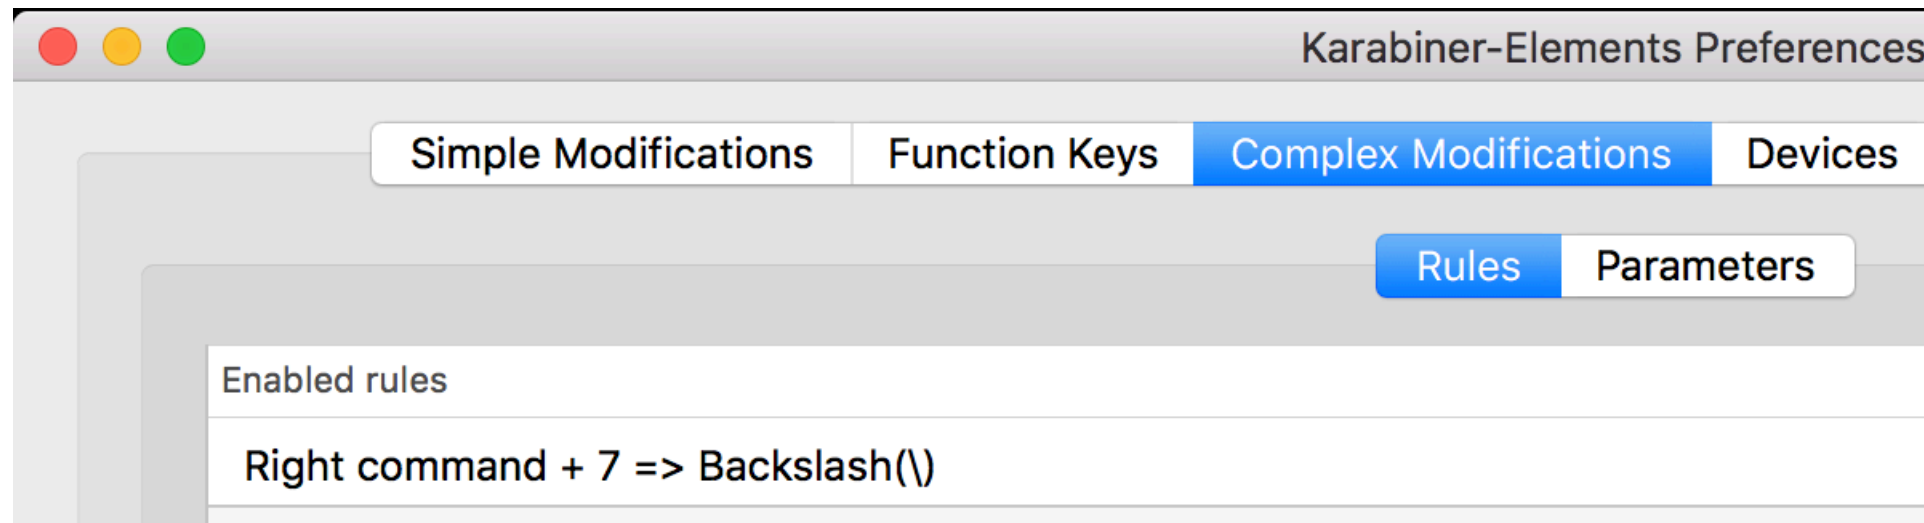 Karabiner-Elements Preferences
Simple Modifications Function Keys Complex Modifications Devices
Rules Parameters
Enabled rules
Right command + 7 => Backslash(\)